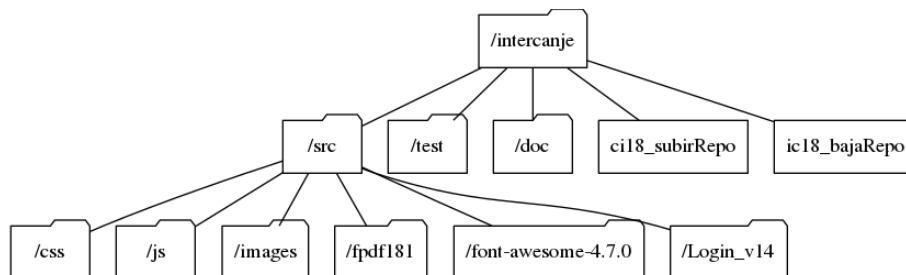 /intercanje
/src
/test
/doc
ci18_subirRepo
ic18_bajaRepo
/css
/js
/images
/fpdf181
/font-awesome-4.7.0
/Login_v14